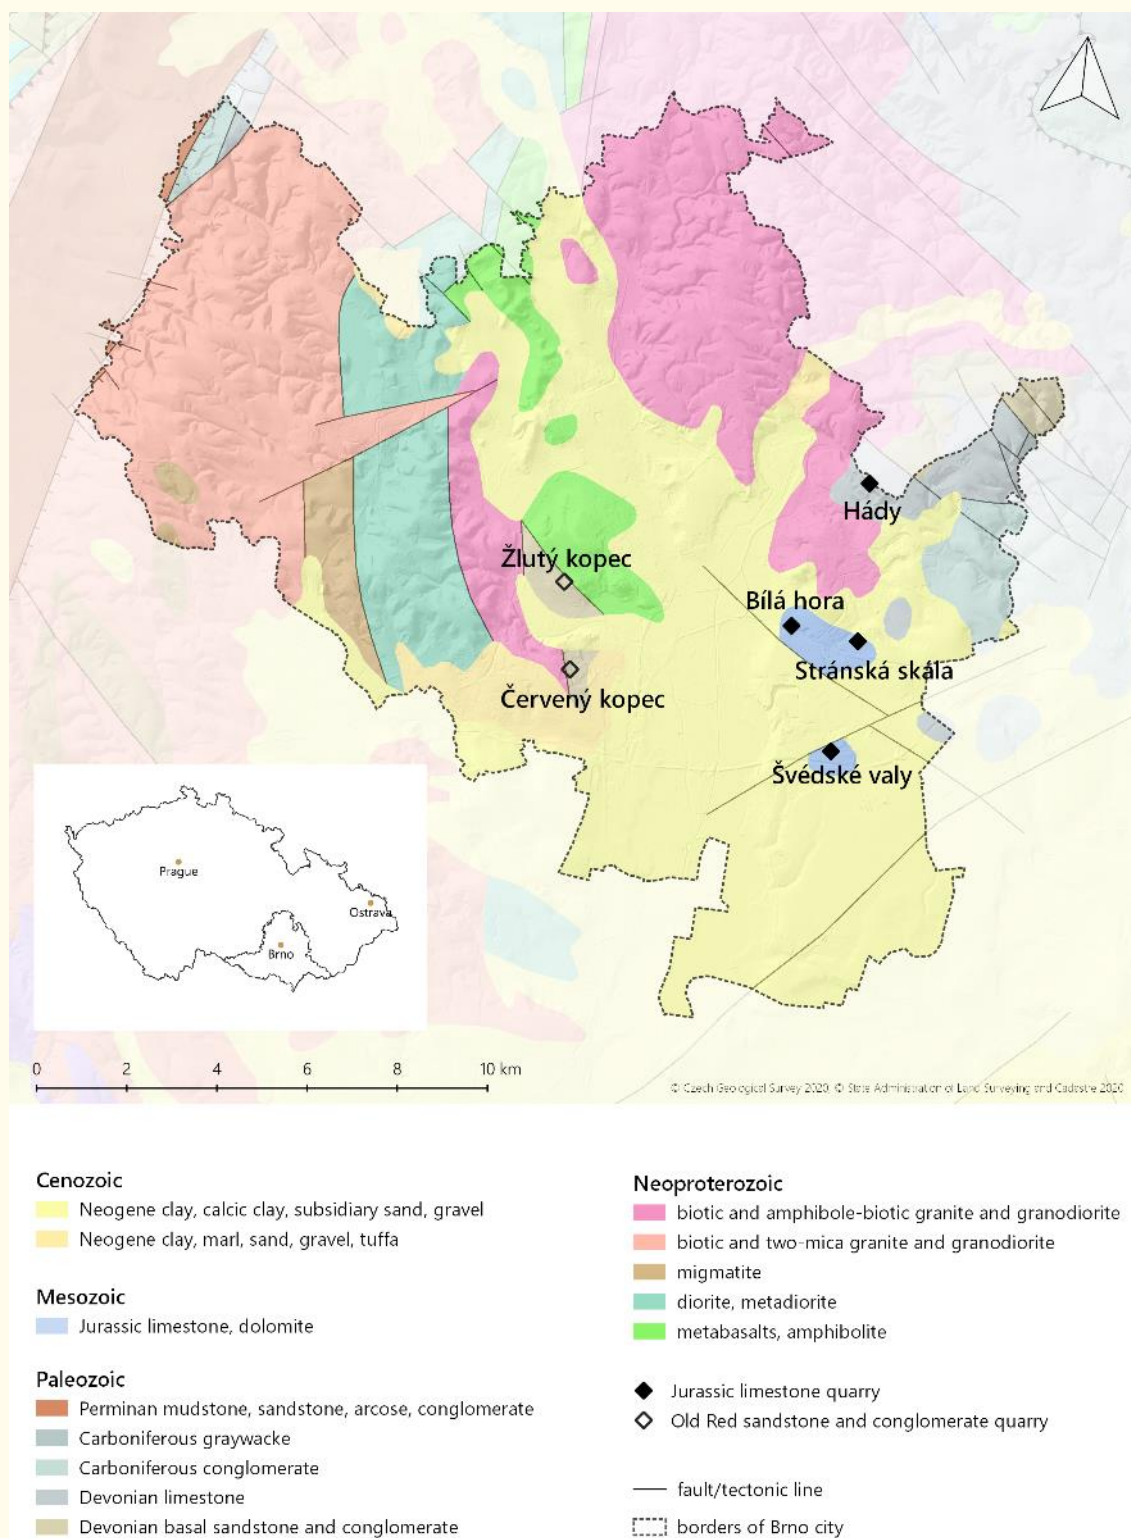 Hády
Žlutý kopec
Bílá hora
Stránská skála
Červený kopec
Švédské valy
Prague
Ostrava
Brno
0 2 4 6 8 10 km
© Czech Geological Survey 2020, © State Administration of Land Surveying and Cadastre 2020
Cenozoic
Neogene clay, calcic clay, subsidiary sand, gravel
Neogene clay, marl, sand, gravel, tuffa
Mesozoic
Jurassic limestone, dolomite
Paleozoic
Perminan mudstone, sandstone, arcose, conglomerate
Carboniferous graywacke
Carboniferous conglomerate
Devonian limestone
Devonian basal sandstone and conglomerate
Neoproterozoic
biotic and amphibole-biotic granite and granodiorite
biotic and two-mica granite and granodiorite
migmatite
diorite, metadiorite
metabasalts, amphibolite
Jurassic limestone quarry
Old Red sandstone and conglomerate quarry
fault/tectonic line
borders of Brno city